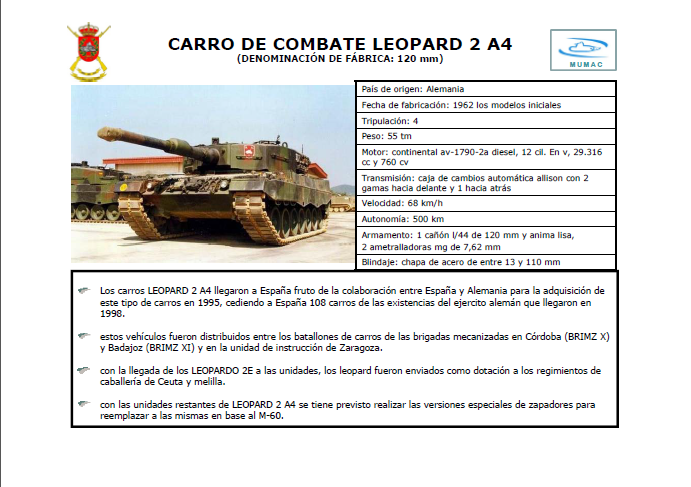 CARRO DE COMBATE LEOPARD 2 A4
(DENOMINACIÓN DE FÁBRICA: 120 mm)
MUMAC
País de origen: Alemania
Fecha de fabricación: 1962 los modelos iniciales
Tripulación: 4
Peso: 55 tm
Motor: continental av-1790-2a diesel, 12 cil. En v, 29.316
cc y 760 cv
Transmisión: caja de cambios automática allison con 2
gamas hacia delante y 1 hacia atrás
Velocidad: 68 km/h
Autonomía: 500 km
Armamento: 1 cañón l/44 de 120 mm y anima lisa,
2 ametralladoras mg de 7,62 mm
Blindaje: chapa de acero de entre 13 y 110 mm
Los carros LEOPARD 2 A4 llegaron a España fruto de la colaboración entre España y Alemania para la adquisición de
este tipo de carros en 1995, cediendo a España 108 carros de las existencias del ejercito alemán que llegaron en
1998.
estos vehículos fueron distribuidos entre los batallones de carros de las brigadas mecanizadas en Córdoba (BRIMZ X)
y Badajoz (BRIMZ XI) y en la unidad de instrucción de Zaragoza.
con la llegada de los LEOPARDO 2E a las unidades, los leopard fueron enviados como dotación a los regimientos de
caballería de Ceuta y melilla.
con las unidades restantes de LEOPARD 2 A4 se tiene previsto realizar las versiones especiales de zapadores para
reemplazar a las mismas en base al M-60.